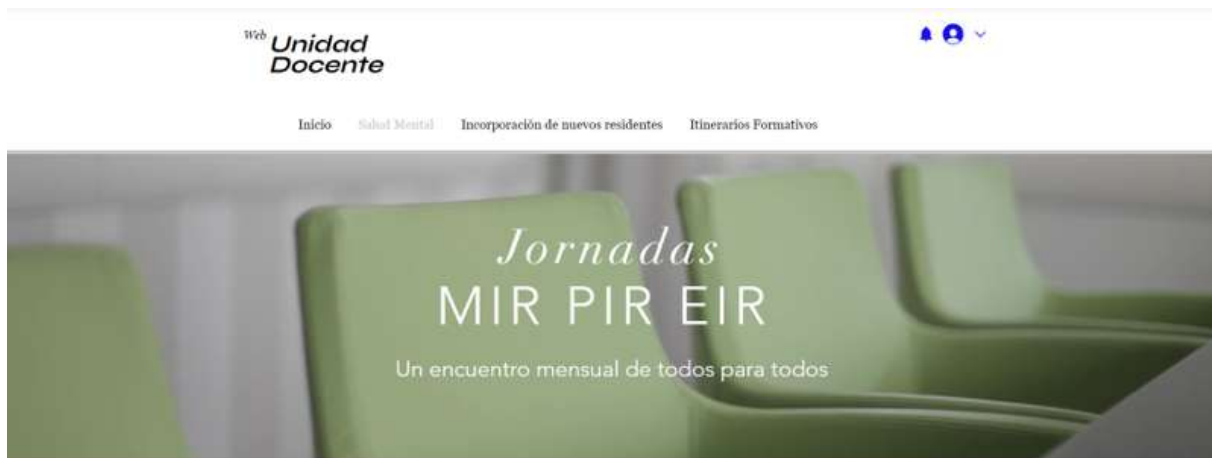 Web Unidad
Docente
Inicio Salud Mental Incorporación de nuevos residentes Itinerarios Formativos
Jornadas
MIR PIR EIR
Un encuentro mensual de todos para todos